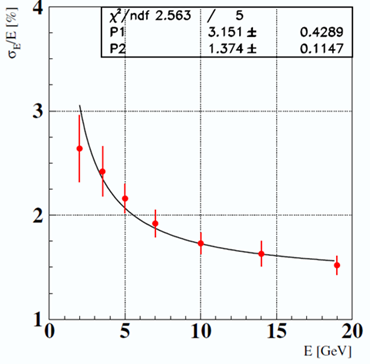 χ²/ndf 2.563 / 5
P1 3.151 ± 0.4289
P2 1.374 ± 0.1147
σE/E [%]
4
3
2
1
0 5 10 15 20
E [GeV]